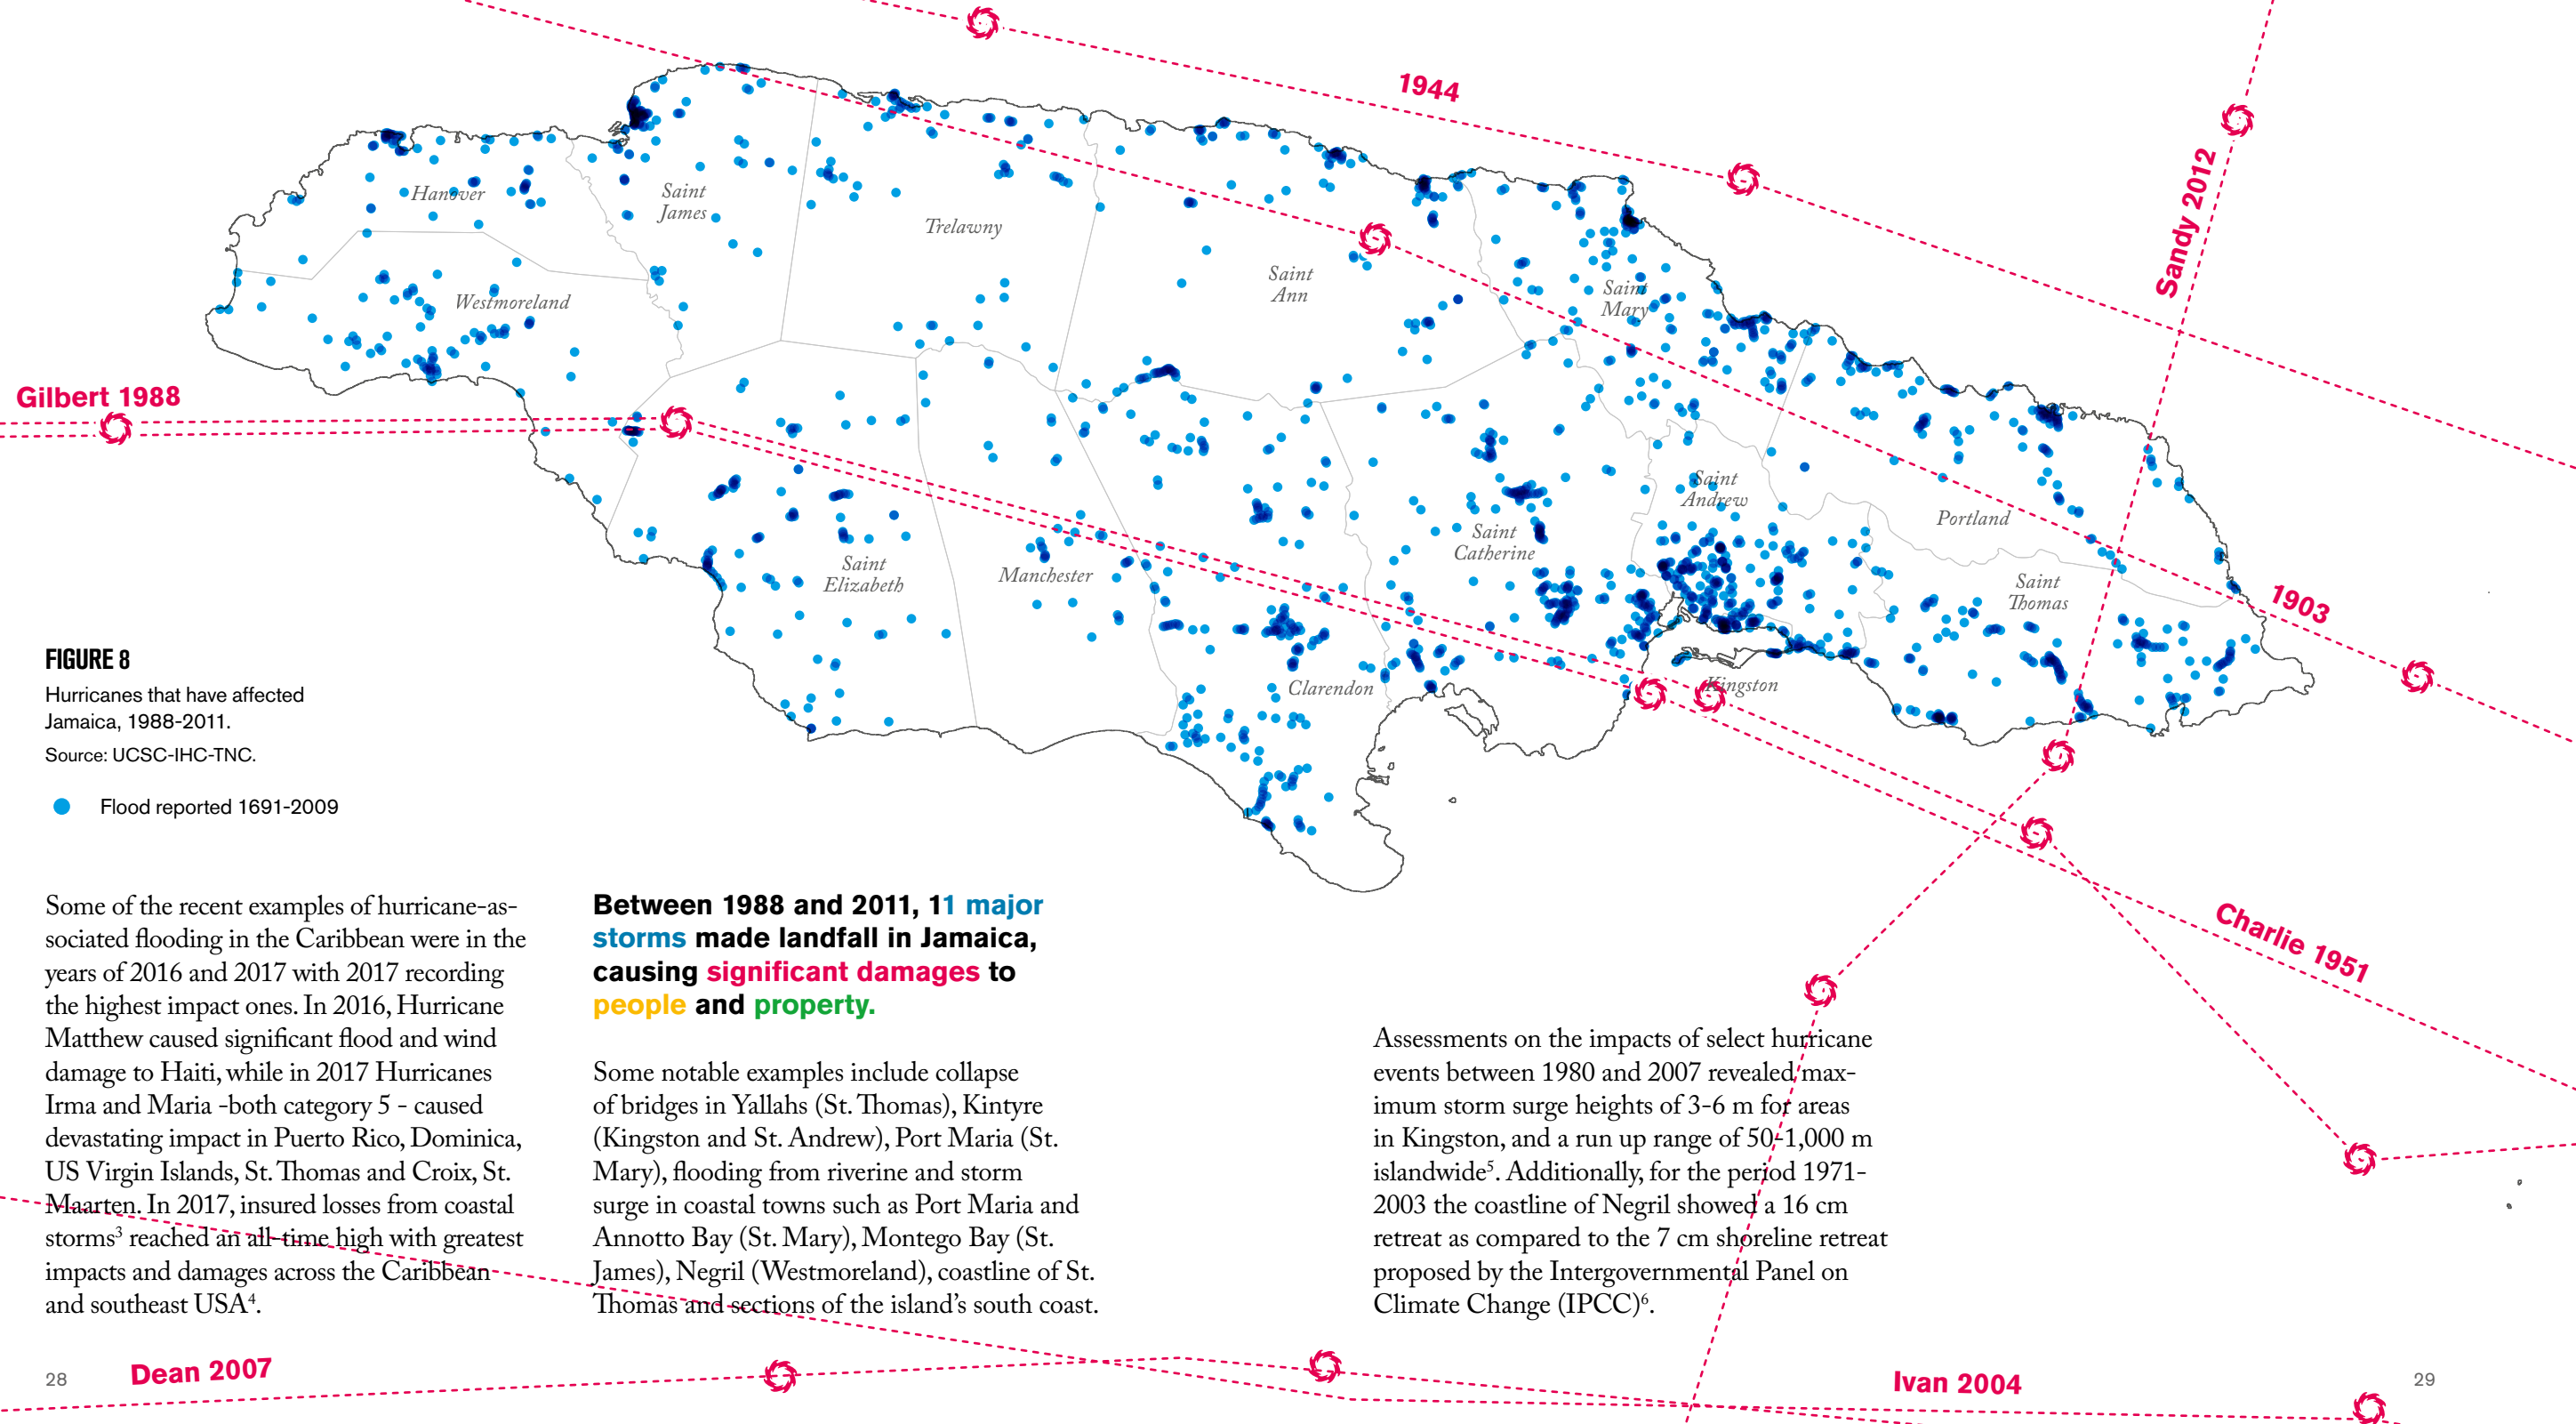 1944
Sandy 2012
Hanover
Saint
James
Trelawny
Saint
Ann
Saint
Mary
Westmoreland
Gilbert 1988
Saint
Andrew
Portland
Saint
Catherine
Saint
Elizabeth
Manchester
Saint
Thomas
1903
Clarendon
Kingston
FIGURE 8
Hurricanes that have affected
Jamaica, 1988-2011.
Source: UCSC-IHC-TNC.
Flood reported 1691-2009
Charlie 1951
Some of the recent examples of hurricane-as-
sociated flooding in the Caribbean were in the
years of 2016 and 2017 with 2017 recording
the highest impact ones. In 2016, Hurricane
Matthew caused significant flood and wind
damage to Haiti, while in 2017 Hurricanes
Irma and Maria -both category 5 - caused
devastating impact in Puerto Rico, Dominica,
US Virgin Islands, St. Thomas and Croix, St.
Maarten. In 2017, insured losses from coastal
storms³ reached an all-time high with greatest
impacts and damages across the Caribbean
and southeast USA⁴.
Between 1988 and 2011, 11 major
storms made landfall in Jamaica,
causing significant damages to
people and property.
Some notable examples include collapse
of bridges in Yallahs (St. Thomas), Kintyre
(Kingston and St. Andrew), Port Maria (St.
Mary), flooding from riverine and storm
surge in coastal towns such as Port Maria and
Annotto Bay (St. Mary), Montego Bay (St.
James), Negril (Westmoreland), coastline of St.
Thomas and sections of the island's south coast.
Assessments on the impacts of select hurricane
events between 1980 and 2007 revealed max-
imum storm surge heights of 3-6 m for areas
in Kingston, and a run up range of 50-1,000 m
islandwide⁵. Additionally, for the period 1971-
2003 the coastline of Negril showed a 16 cm
retreat as compared to the 7 cm shoreline retreat
proposed by the Intergovernmental Panel on
Climate Change (IPCC)⁶.
28
Dean 2007
Ivan 2004
29